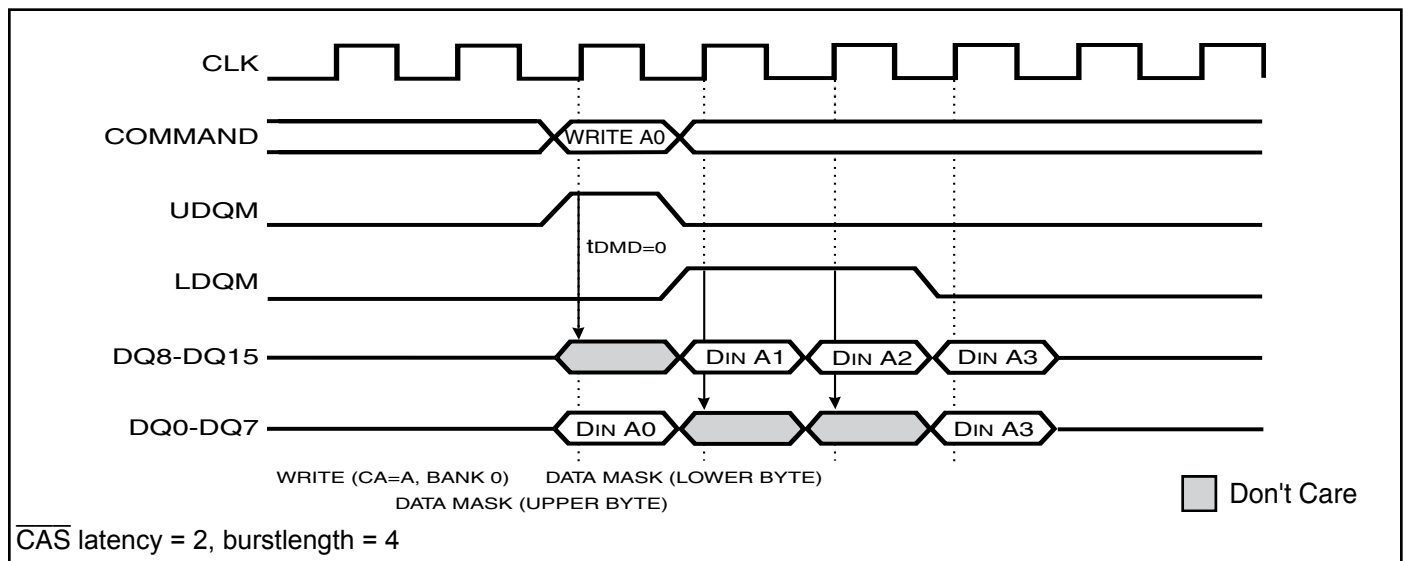 CLK
COMMAND
WRITE A0
UDQM
tDMD=0
LDQM
DQ8-DQ15
DIN A1
DIN A2
DIN A3
DQ0-DQ7
DIN A0
DIN A3
WRITE (CA=A, BANK 0) DATA MASK (LOWER BYTE)
DATA MASK (UPPER BYTE)
Don't Care
CAS latency = 2, burstlength = 4